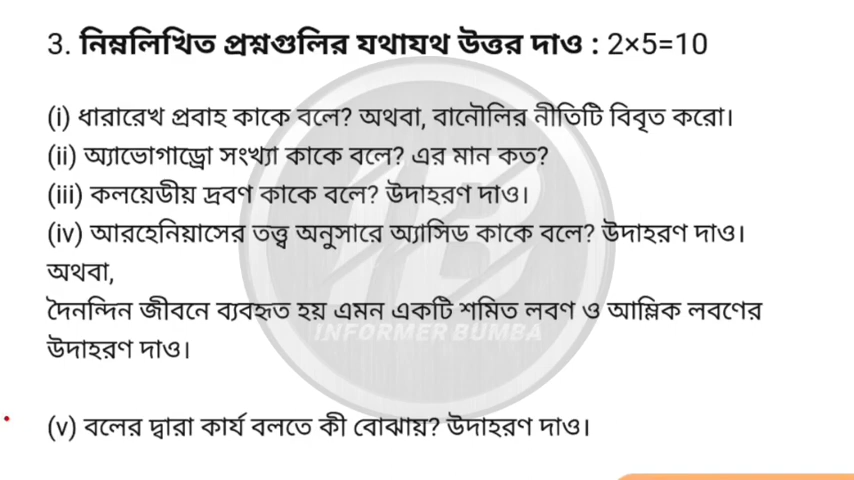 3. নিম্নলিখিত প্রশ্নগুলির যথাযথ উত্তর দাও : 2×5=10
(i) ধারারেখ প্রবাহ কাকে বলে? অথবা, বার্নৌলির নীতিটি বিবৃত করো।
(ii) অ্যাভোগাড্রো সংখ্যা কাকে বলে? এর মান কত?
(iii) কলয়েডীয় দ্রবণ কাকে বলে? উদাহরণ দাও।
(iv) আরহেনিয়াসের তত্ত্ব অনুসারে অ্যাসিড কাকে বলে? উদাহরণ দাও।
অথবা,
দৈনন্দিন জীবনে ব্যবহৃত হয় এমন একটি শমিত লবণ ও আম্লিক লবণের
INFORMER BUMBA
উদাহরণ দাও।
(v) বলের দ্বারা কার্য বলতে কী বোঝায়? উদাহরণ দাও।